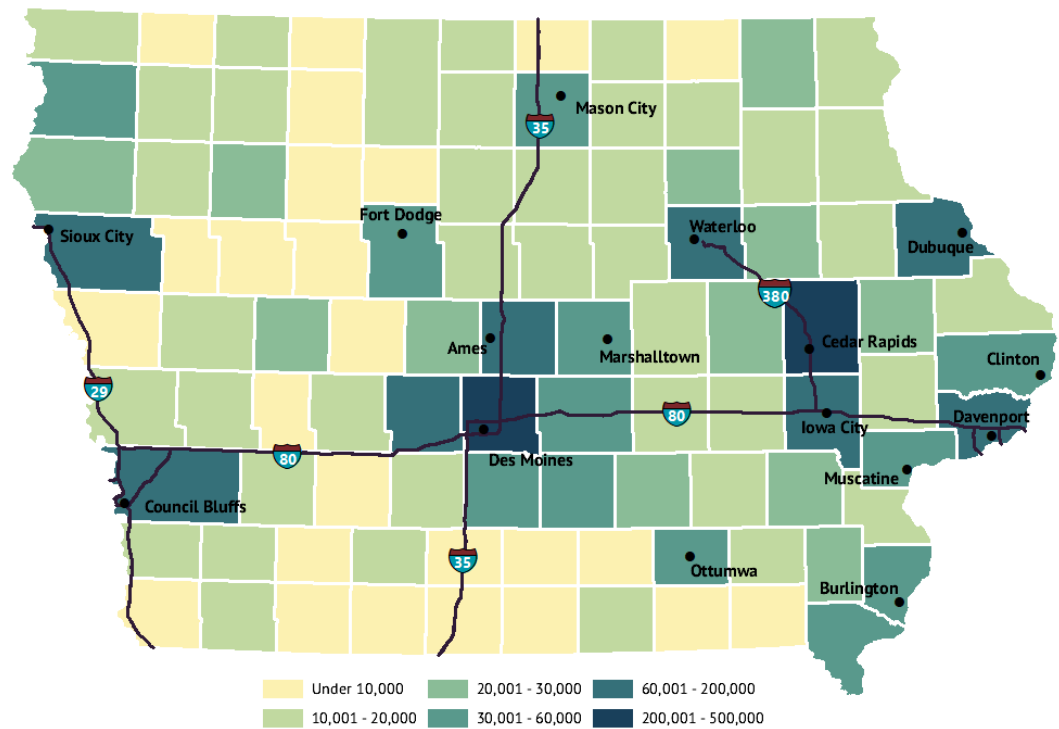 Mason City
35
Fort Dodge
Waterloo
Sioux City
Dubuque
380
Cedar Rapids
Ames
Marshalltown
Clinton
29
80
Davenport
Iowa City
80
Des Moines
Muscatine
Council Bluffs
35
Ottumwa
Burlington
Under 10,000
20,001 - 30,000
60,001 - 200,000
10,001 - 20,000
30,001 - 60,000
200,001 - 500,000